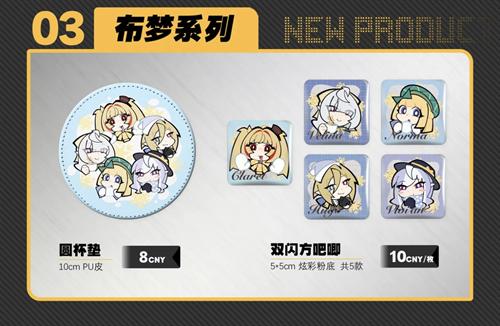 03 布梦系列 NEW PRODUC
Velula
Norma
Claret
Vivian
圆杯垫
10cm PU皮
8CNY
双闪方吧唧
5*5cm 炫彩粉底 共5款
10CNY/枚